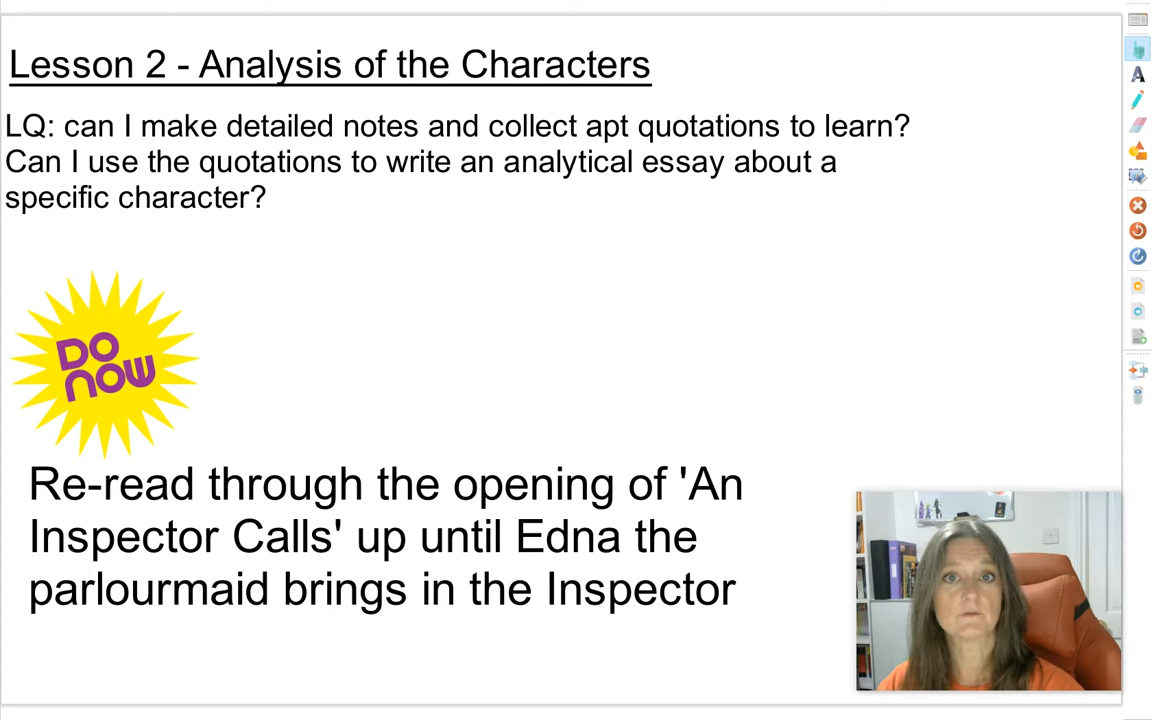 Lesson 2 - Analysis of the Characters
LQ: can I make detailed notes and collect apt quotations to learn?
Can I use the quotations to write an analytical essay about a
specific character?
DO
NOW
Re-read through the opening of 'An
Inspector Calls' up until Edna the
parlourmaid brings in the Inspector